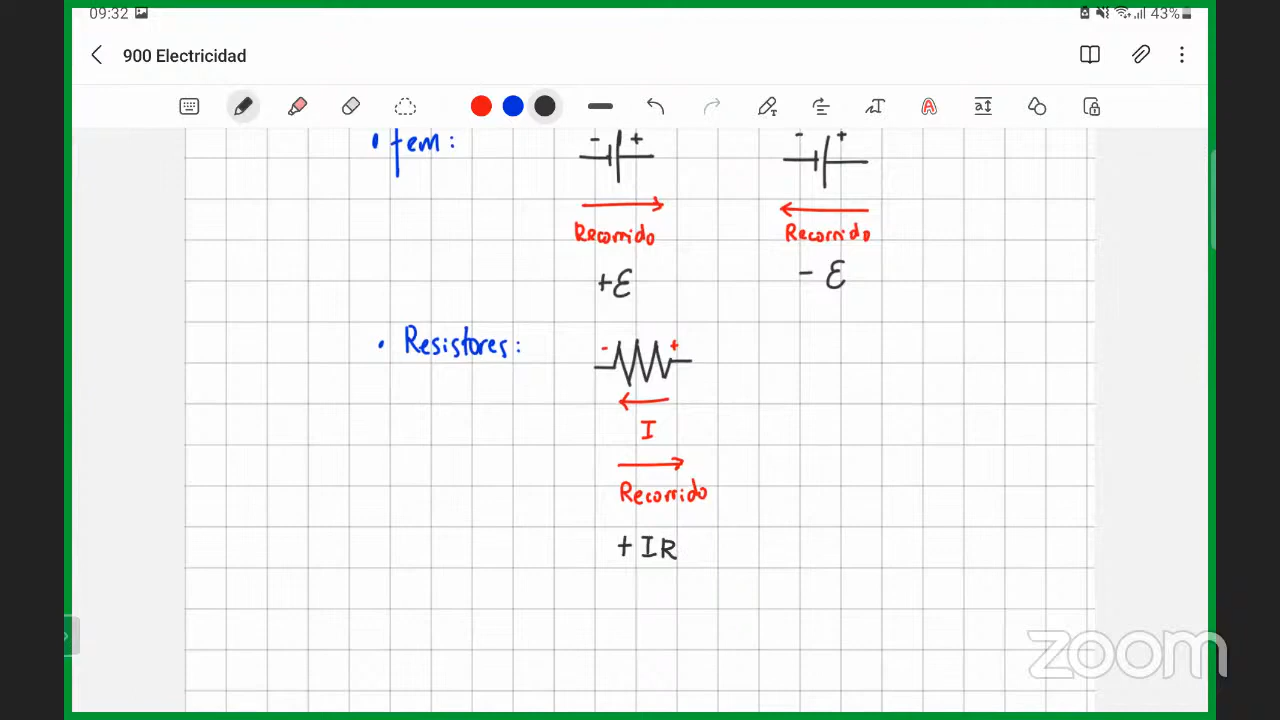 09:32 43%
900 Electricidad
• fem: - + - +
Recorrido Recorrido
+ε - ε
• Resistores: - +
I
Recorrido
+ IR
zoom